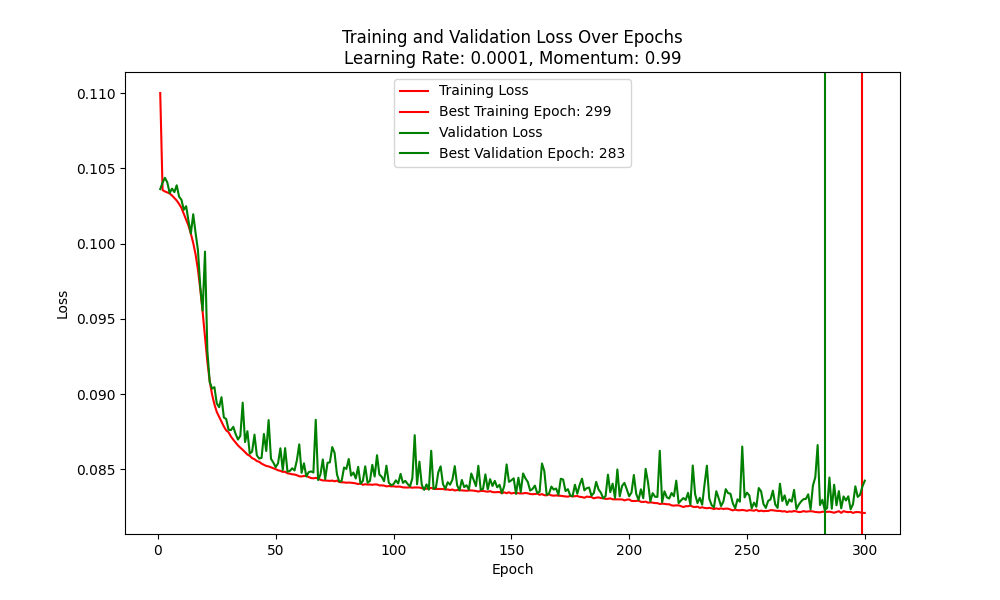 Training and Validation Loss Over Epochs
Learning Rate: 0.0001, Momentum: 0.99
Training Loss
Best Training Epoch: 299
Validation Loss
Best Validation Epoch: 283
Loss
0.110
0.105
0.100
0.095
0.090
0.085
0 50 100 150 200 250 300
Epoch